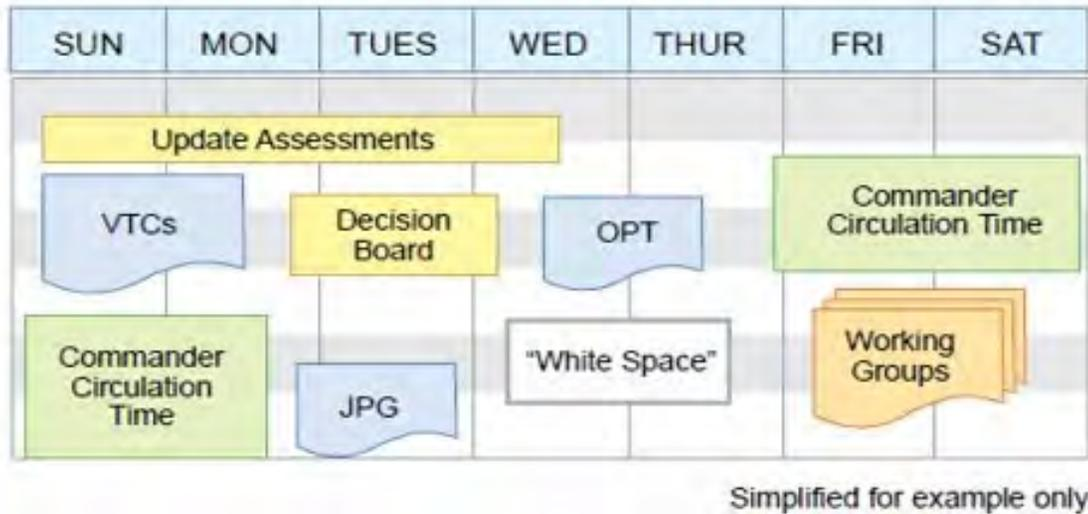 SUN MON TUES WED THUR FRI SAT
Update Assessments
VTCs
Decision
Board
OPT
Commander
Circulation Time
Commander
Circulation
Time
JPG
“White Space”
Working
Groups
Simplified for example only